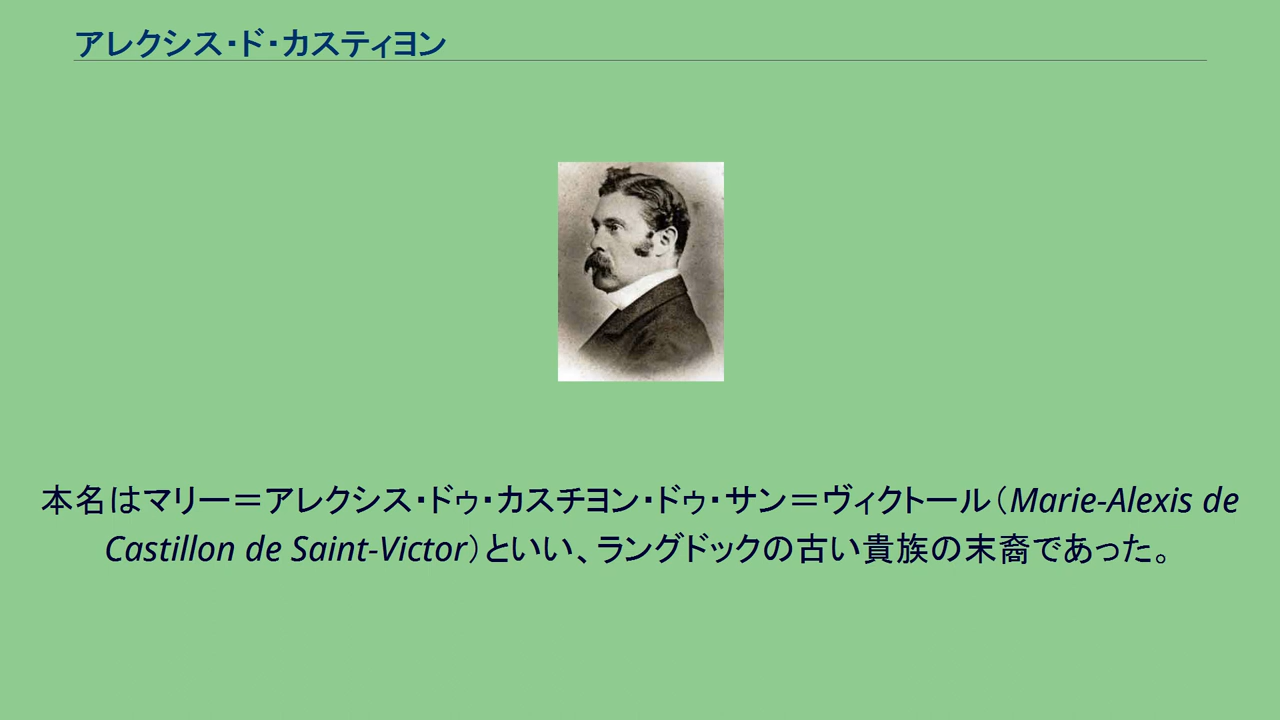 アレクシス・ド・カスティヨン
本名はマリー＝アレクシス・ドゥ・カスチヨン・ドゥ・サン＝ヴィクトール（Marie-Alexis de
Castillon de Saint-Victor）といい、ラングドックの古い貴族の末裔であった。